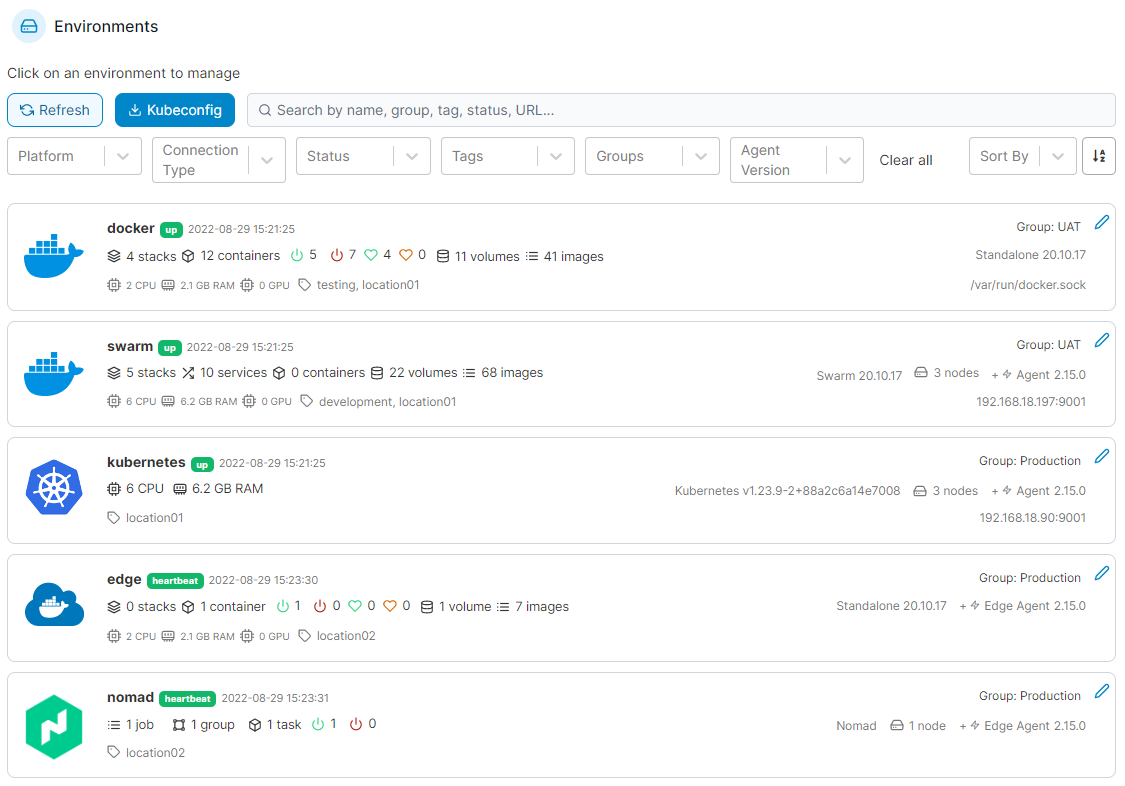 Environments
Click on an environment to manage
Refresh Kubeconfig Search by name, group, tag, status, URL...
Platform Connection Type Status Tags Groups Agent Version Clear all Sort By
docker up 2022-08-29 15:21:25 Group: UAT
4 stacks 12 containers 5 7 4 0 11 volumes 41 images Standalone 20.10.17
2 CPU 2.1 GB RAM 0 GPU testing, location01 /var/run/docker.sock
swarm up 2022-08-29 15:21:25 Group: UAT
5 stacks 10 services 0 containers 22 volumes 68 images Swarm 20.10.17 3 nodes + Agent 2.15.0
6 CPU 6.2 GB RAM 0 GPU development, location01 192.168.18.197:9001
kubernetes up 2022-08-29 15:21:25 Group: Production
6 CPU 6.2 GB RAM Kubernetes v1.23.9-2+88a2c6a14e7008 3 nodes + Agent 2.15.0
location01 192.168.18.90:9001
edge heartbeat 2022-08-29 15:23:30 Group: Production
0 stacks 1 container 1 0 0 0 1 volume 7 images Standalone 20.10.17 + Edge Agent 2.15.0
2 CPU 2.1 GB RAM 0 GPU location02
nomad heartbeat 2022-08-29 15:23:31 Group: Production
1 job 1 group 1 task 1 0 Nomad 1 node + Edge Agent 2.15.0
location02